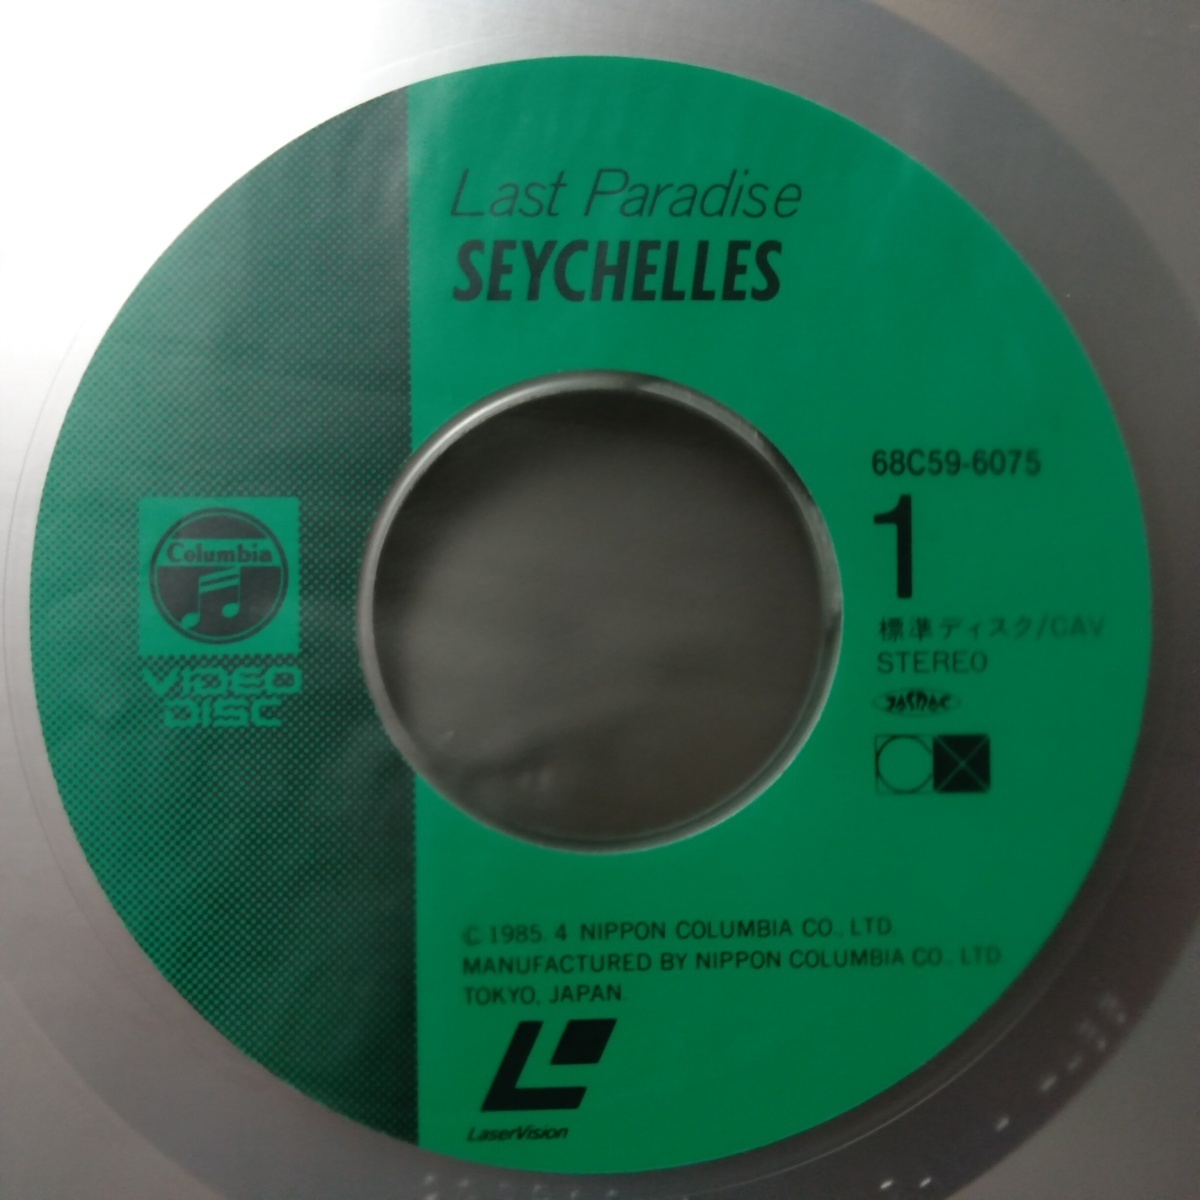 Last Paradise
SEYCHELLES
68C59-6075
1
標準ディスク/CAV
STEREO
JASRAC
Columbia
VIDEO
DISC
© 1985. 4 NIPPON COLUMBIA CO., LTD.
MANUFACTURED BY NIPPON COLUMBIA CO., LTD.
TOKYO, JAPAN.
LaserVision